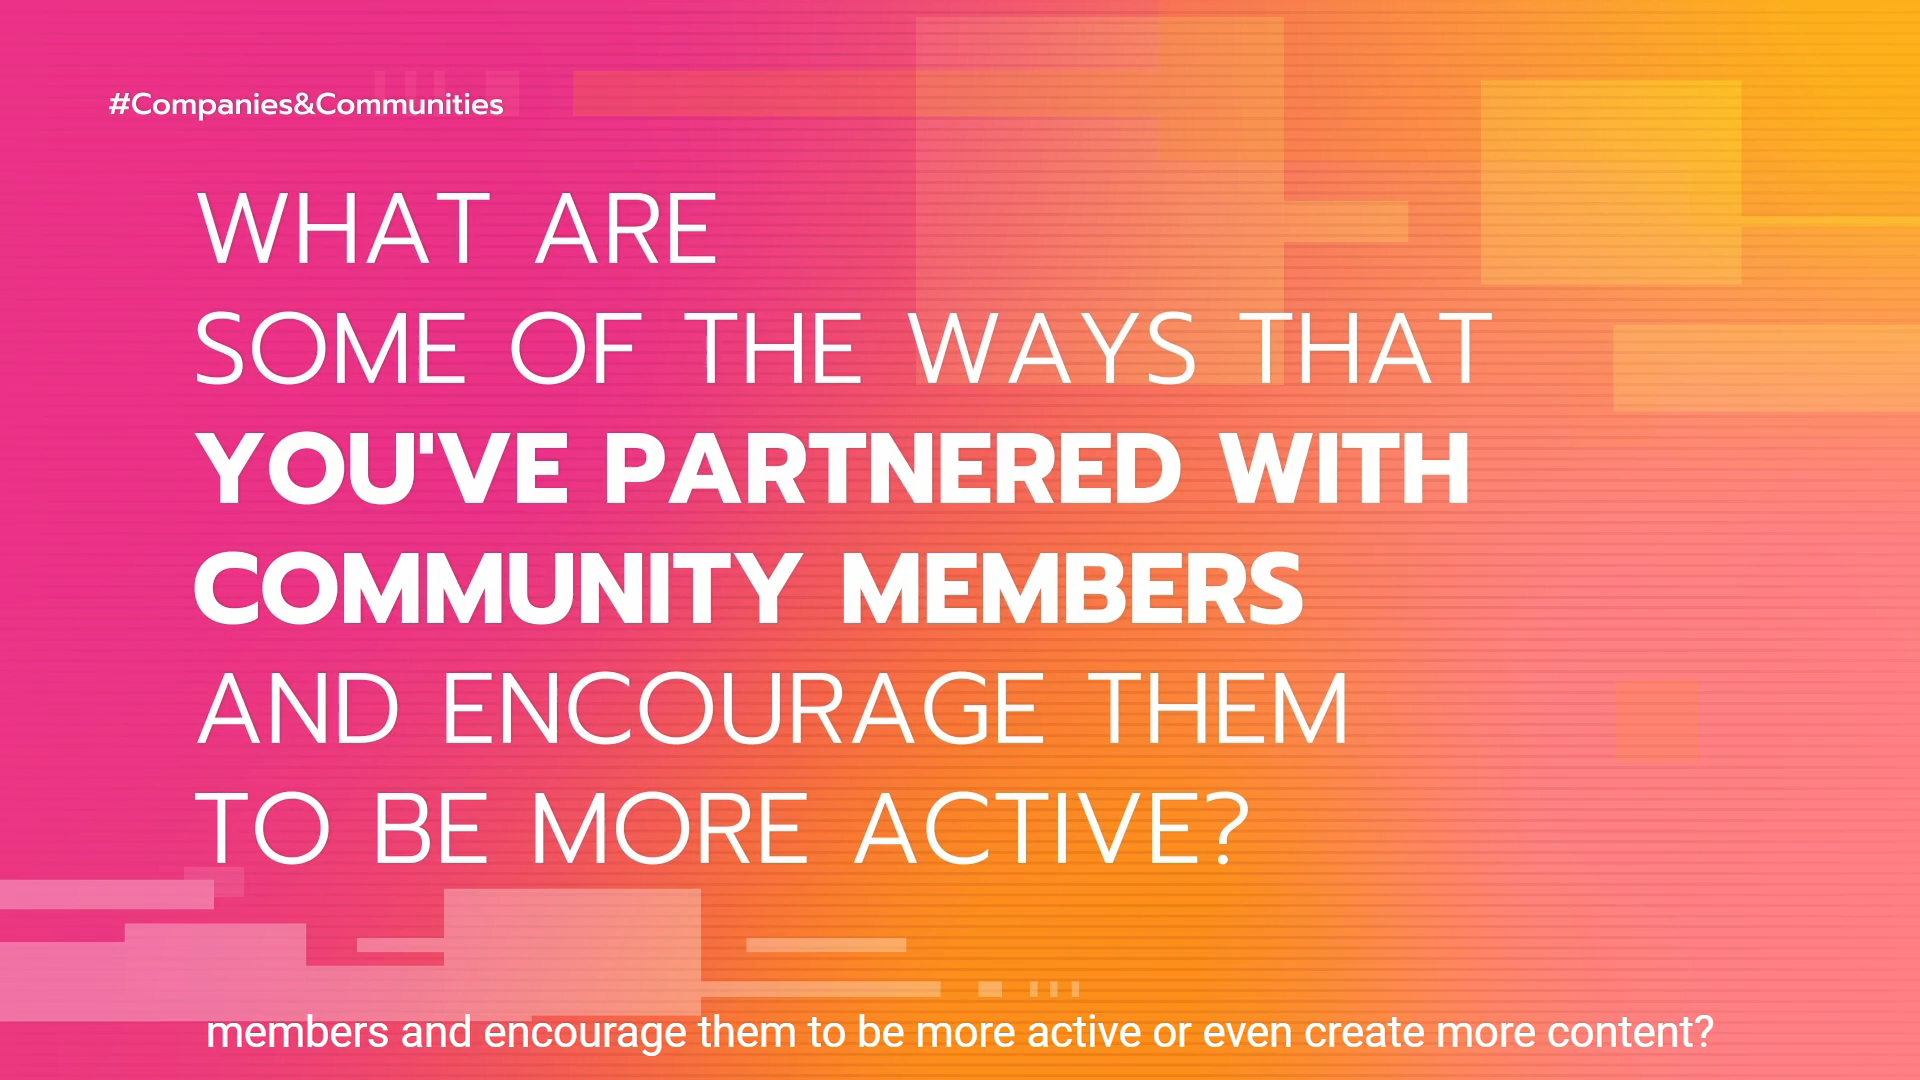 #Companies&Communities
WHAT ARE
SOME OF THE WAYS THAT
YOU'VE PARTNERED WITH
COMMUNITY MEMBERS
AND ENCOURAGE THEM
TO BE MORE ACTIVE?
members and encourage them to be more active or even create more content?